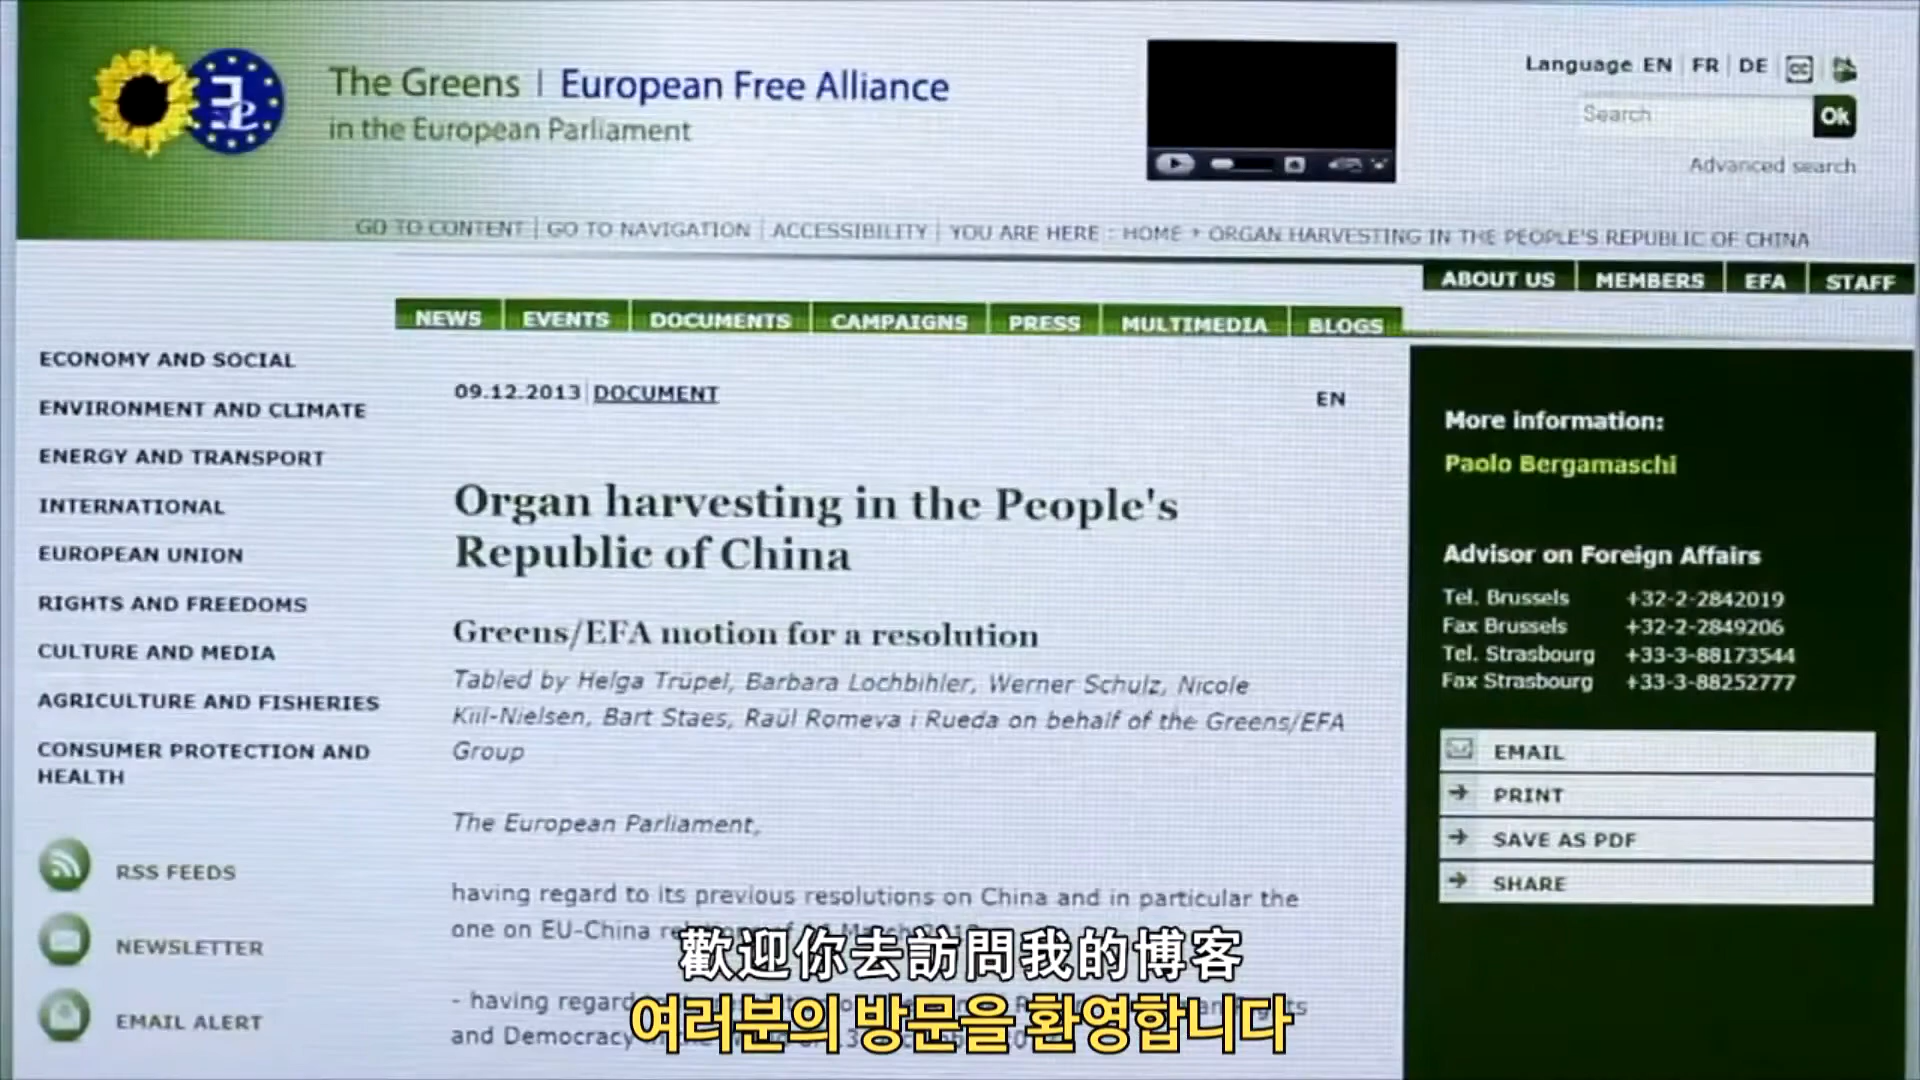 The Greens | European Free Alliance
in the European Parliament
Language EN | FR | DE
Search
Ok
Advanced search
GO TO CONTENT | GO TO NAVIGATION | ACCESSIBILITY | YOU ARE HERE : HOME › ORGAN HARVESTING IN THE PEOPLE'S REPUBLIC OF CHINA
ABOUT US
MEMBERS
EFA
STAFF
NEWS
EVENTS
DOCUMENTS
CAMPAIGNS
PRESS
MULTIMEDIA
BLOGS
ECONOMY AND SOCIAL
ENVIRONMENT AND CLIMATE
ENERGY AND TRANSPORT
INTERNATIONAL
EUROPEAN UNION
RIGHTS AND FREEDOMS
CULTURE AND MEDIA
AGRICULTURE AND FISHERIES
CONSUMER PROTECTION AND
HEALTH
RSS FEEDS
NEWSLETTER
EMAIL ALERT
09.12.2013 | DOCUMENT
EN
Organ harvesting in the People's
Republic of China
Greens/EFA motion for a resolution
Tabled by Helga Trüpel, Barbara Lochbihler, Werner Schulz, Nicole
Kiil-Nielsen, Bart Staes, Raül Romeva i Rueda on behalf of the Greens/EFA
Group
The European Parliament,
having regard to its previous resolutions on China and in particular the
one on EU-China
- having regard
and Democracy
More information:
Paolo Bergamaschi
Advisor on Foreign Affairs
Tel. Brussels +32-2-2842019
Fax Brussels +32-2-2849206
Tel. Strasbourg +33-3-88173544
Fax Strasbourg +33-3-88252777
EMAIL
PRINT
SAVE AS PDF
SHARE
歡迎你去訪問我的博客
여러분의 방문을 환영합니다